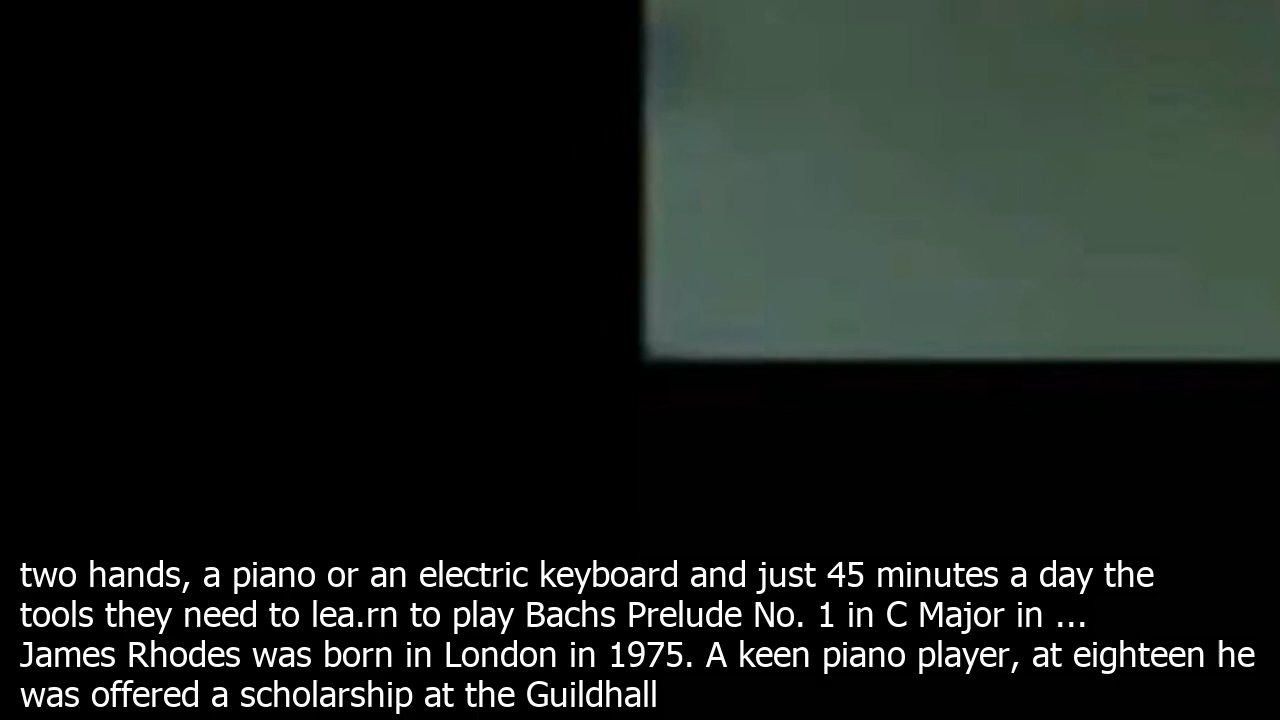 two hands, a piano or an electric keyboard and just 45 minutes a day the
tools they need to lea.rn to play Bachs Prelude No. 1 in C Major in ...
James Rhodes was born in London in 1975. A keen piano player, at eighteen he
was offered a scholarship at the Guildhall